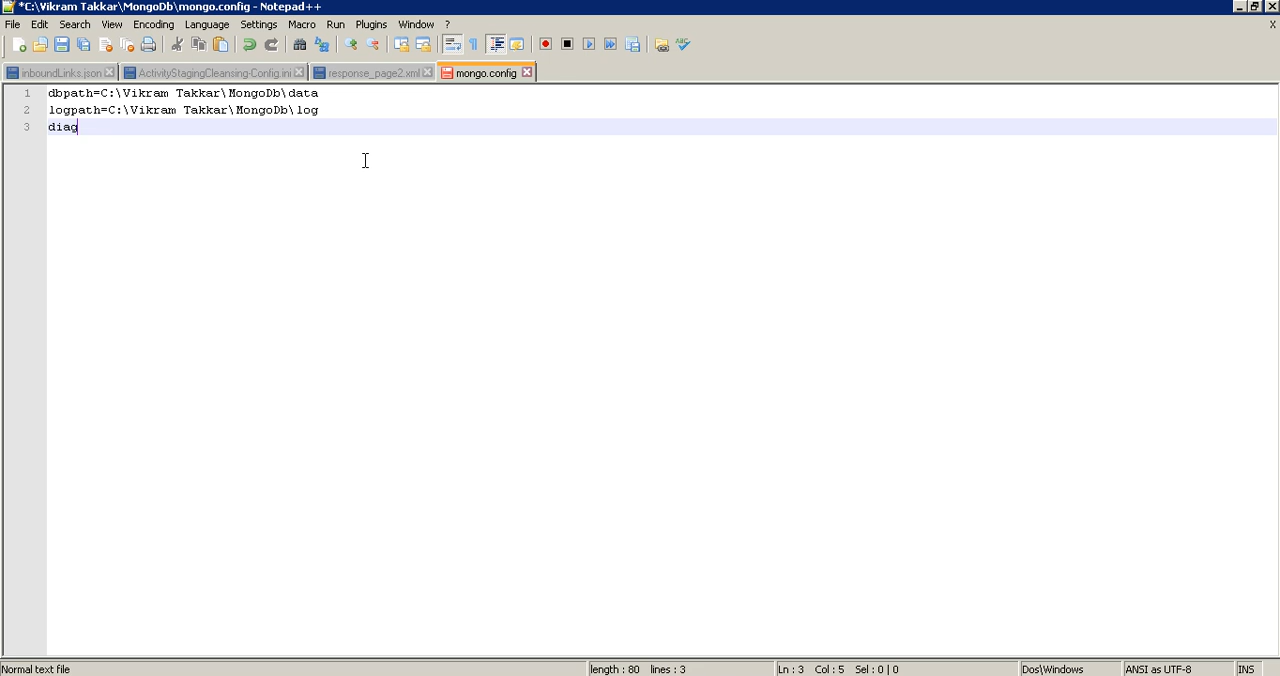 *C:\Vikram Takkar\MongoDb\mongo.config - Notepad++
File Edit Search View Encoding Language Settings Macro Run Plugins Window ?
X
inboundLinks.json ActivityStagingCleansing-Config.ini response_page2.xml mongo.config
1 dbpath=C:\Vikram Takkar\MongoDb\data
2 logpath=C:\Vikram Takkar\MongoDb\log
3 diag
Normal text file length : 80 lines : 3 Ln : 3 Col : 5 Sel : 0 | 0 Dos\Windows ANSI as UTF-8 INS